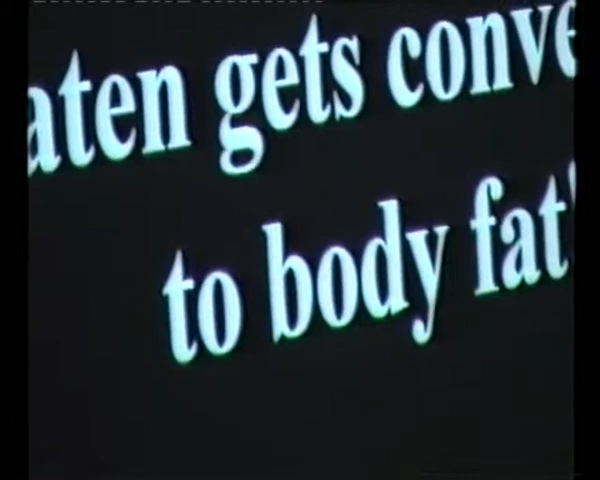 aten gets conve
to body fat'